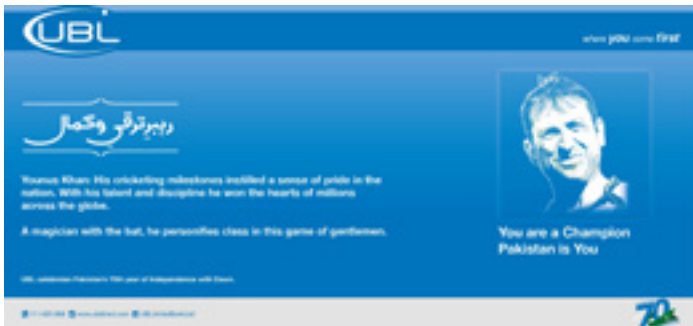 UBL
where you come first
رہبر ترقی و کمال
Younus Khan: His cricketing milestones instilled a sense of pride in the
nation. With his talent and discipline he won the hearts of millions
across the globe.
A magician with the bat, he personifies class in this game of gentlemen.
You are a Champion
Pakistan is You
UBL celebrates Pakistan's 70th year of Independence with Dawn.
70